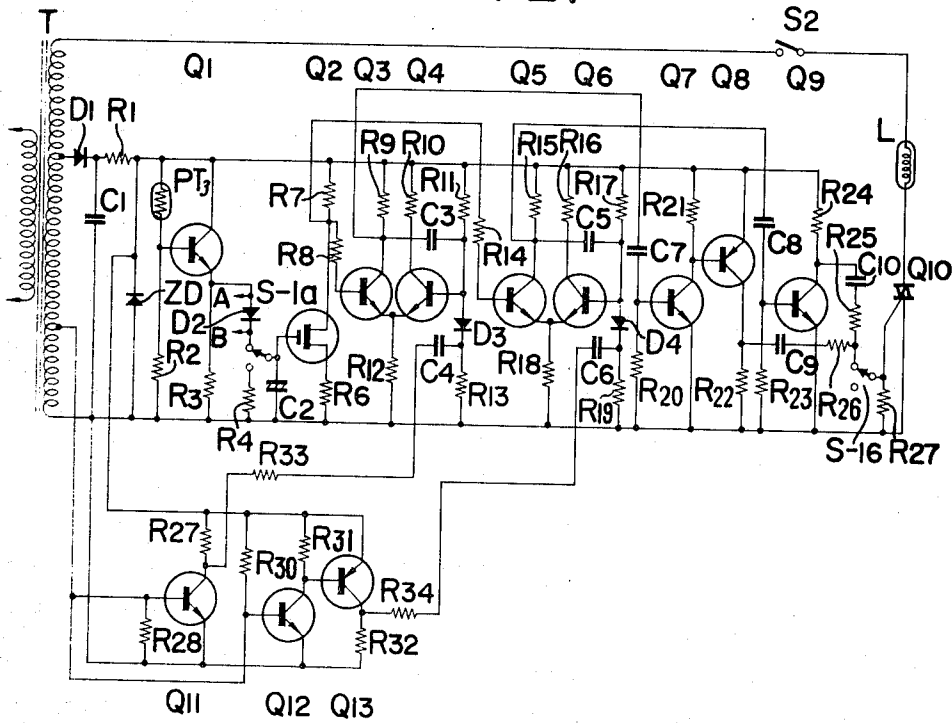 T
S2
Q1
Q2 Q3 Q4
Q5 Q6
Q7 Q8
Q9
D1 R1
L
R9 R10
R15 R16
PT3
C1
R7
R11
C3
R17
C5
R21
C8
R24
R14
C7
R25
C10 Q10
R8
ZD
A
S-1a
D2
B
D3
D4
R2
R3
C2
R6
R12
C4
R13
R18
C6
R19
R20
R22
C9
R23
R26
R4
S-16 R27
R33
R27
R30
R31
R34
R28
R32
Q11
Q12 Q13